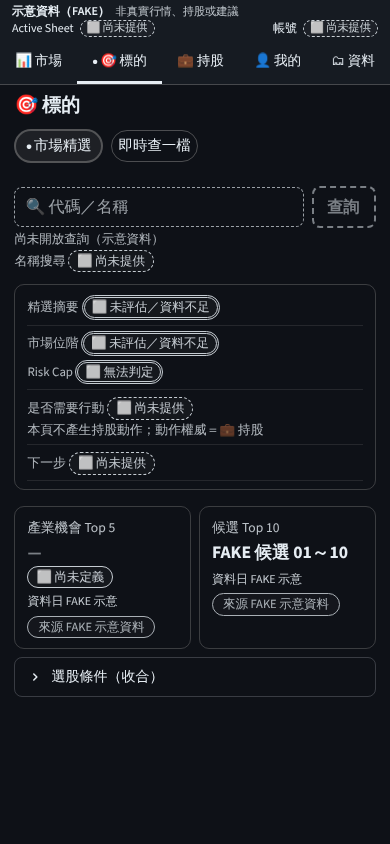 示意資料（FAKE） 非真實行情、持股或建議
Active Sheet 尚未提供 帳號 尚未提供
市場 標的 持股 我的 資料
標的
市場精選 即時查一檔
代碼／名稱 查詢
尚未開放查詢（示意資料）
名稱搜尋 尚未提供
精選摘要 未評估／資料不足
市場位階 未評估／資料不足
Risk Cap 無法判定
是否需要行動 尚未提供
本頁不產生持股動作；動作權威＝ 持股
下一步 尚未提供
產業機會 Top 5
—
尚未定義
資料日 FAKE 示意
來源 FAKE 示意資料
候選 Top 10
FAKE 候選 01～10
資料日 FAKE 示意
來源 FAKE 示意資料
選股條件（收合）